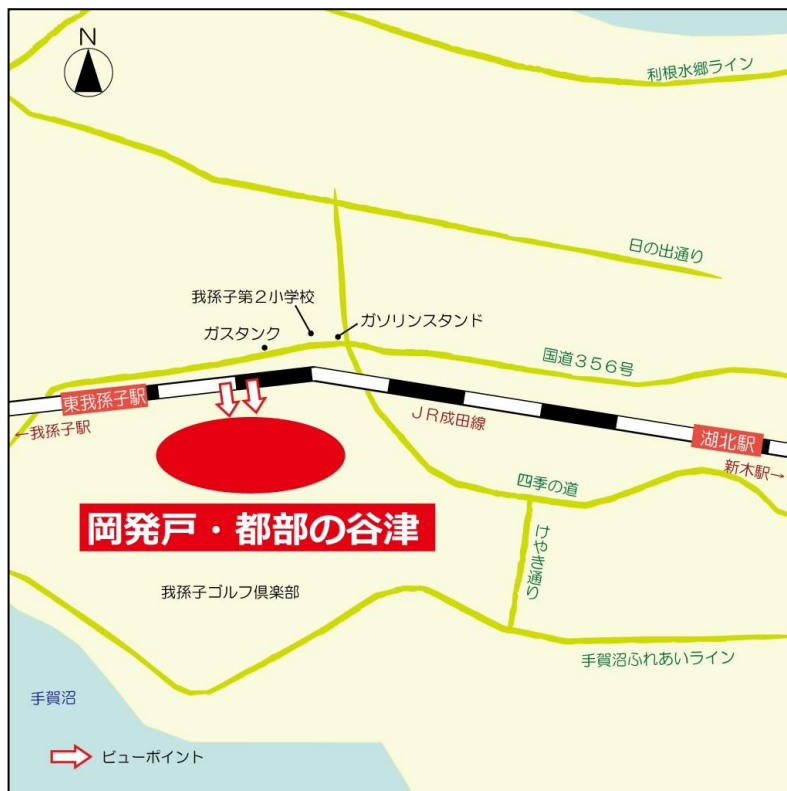 N
利根水郷ライン
日の出通り
我孫子第２小学校
ガソリンスタンド
ガスタンク
国道３５６号
東我孫子駅
←我孫子駅
ＪＲ成田線
湖北駅
新木駅→
四季の道
岡発戸・都部の谷津
けやき通り
我孫子ゴルフ倶楽部
手賀沼ふれあいライン
手賀沼
ビューポイント